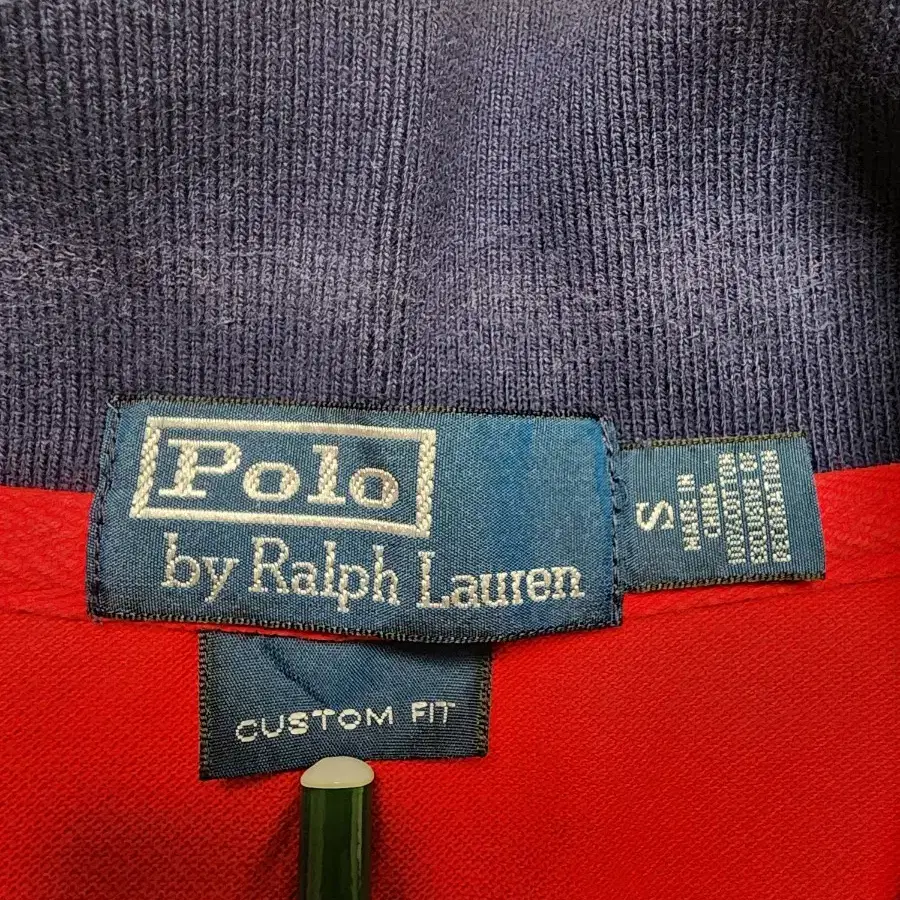 Polo
by Ralph Lauren
S
MADE IN
CHINA
CUSTOM FIT